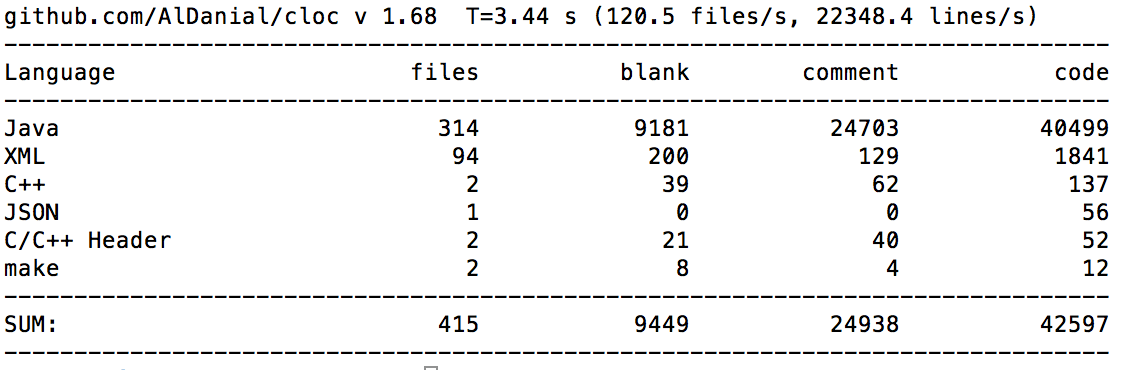 github.com/AlDanial/cloc v 1.68  T=3.44 s (120.5 files/s, 22348.4 lines/s)
-------------------------------------------------------------------------------
Language                     files          blank        comment           code
-------------------------------------------------------------------------------
Java                           314           9181          24703          40499
XML                             94            200            129           1841
C++                              2             39             62            137
JSON                             1              0              0             56
C/C++ Header                     2             21             40             52
make                             2              8              4             12
-------------------------------------------------------------------------------
SUM:                           415           9449          24938          42597
-------------------------------------------------------------------------------